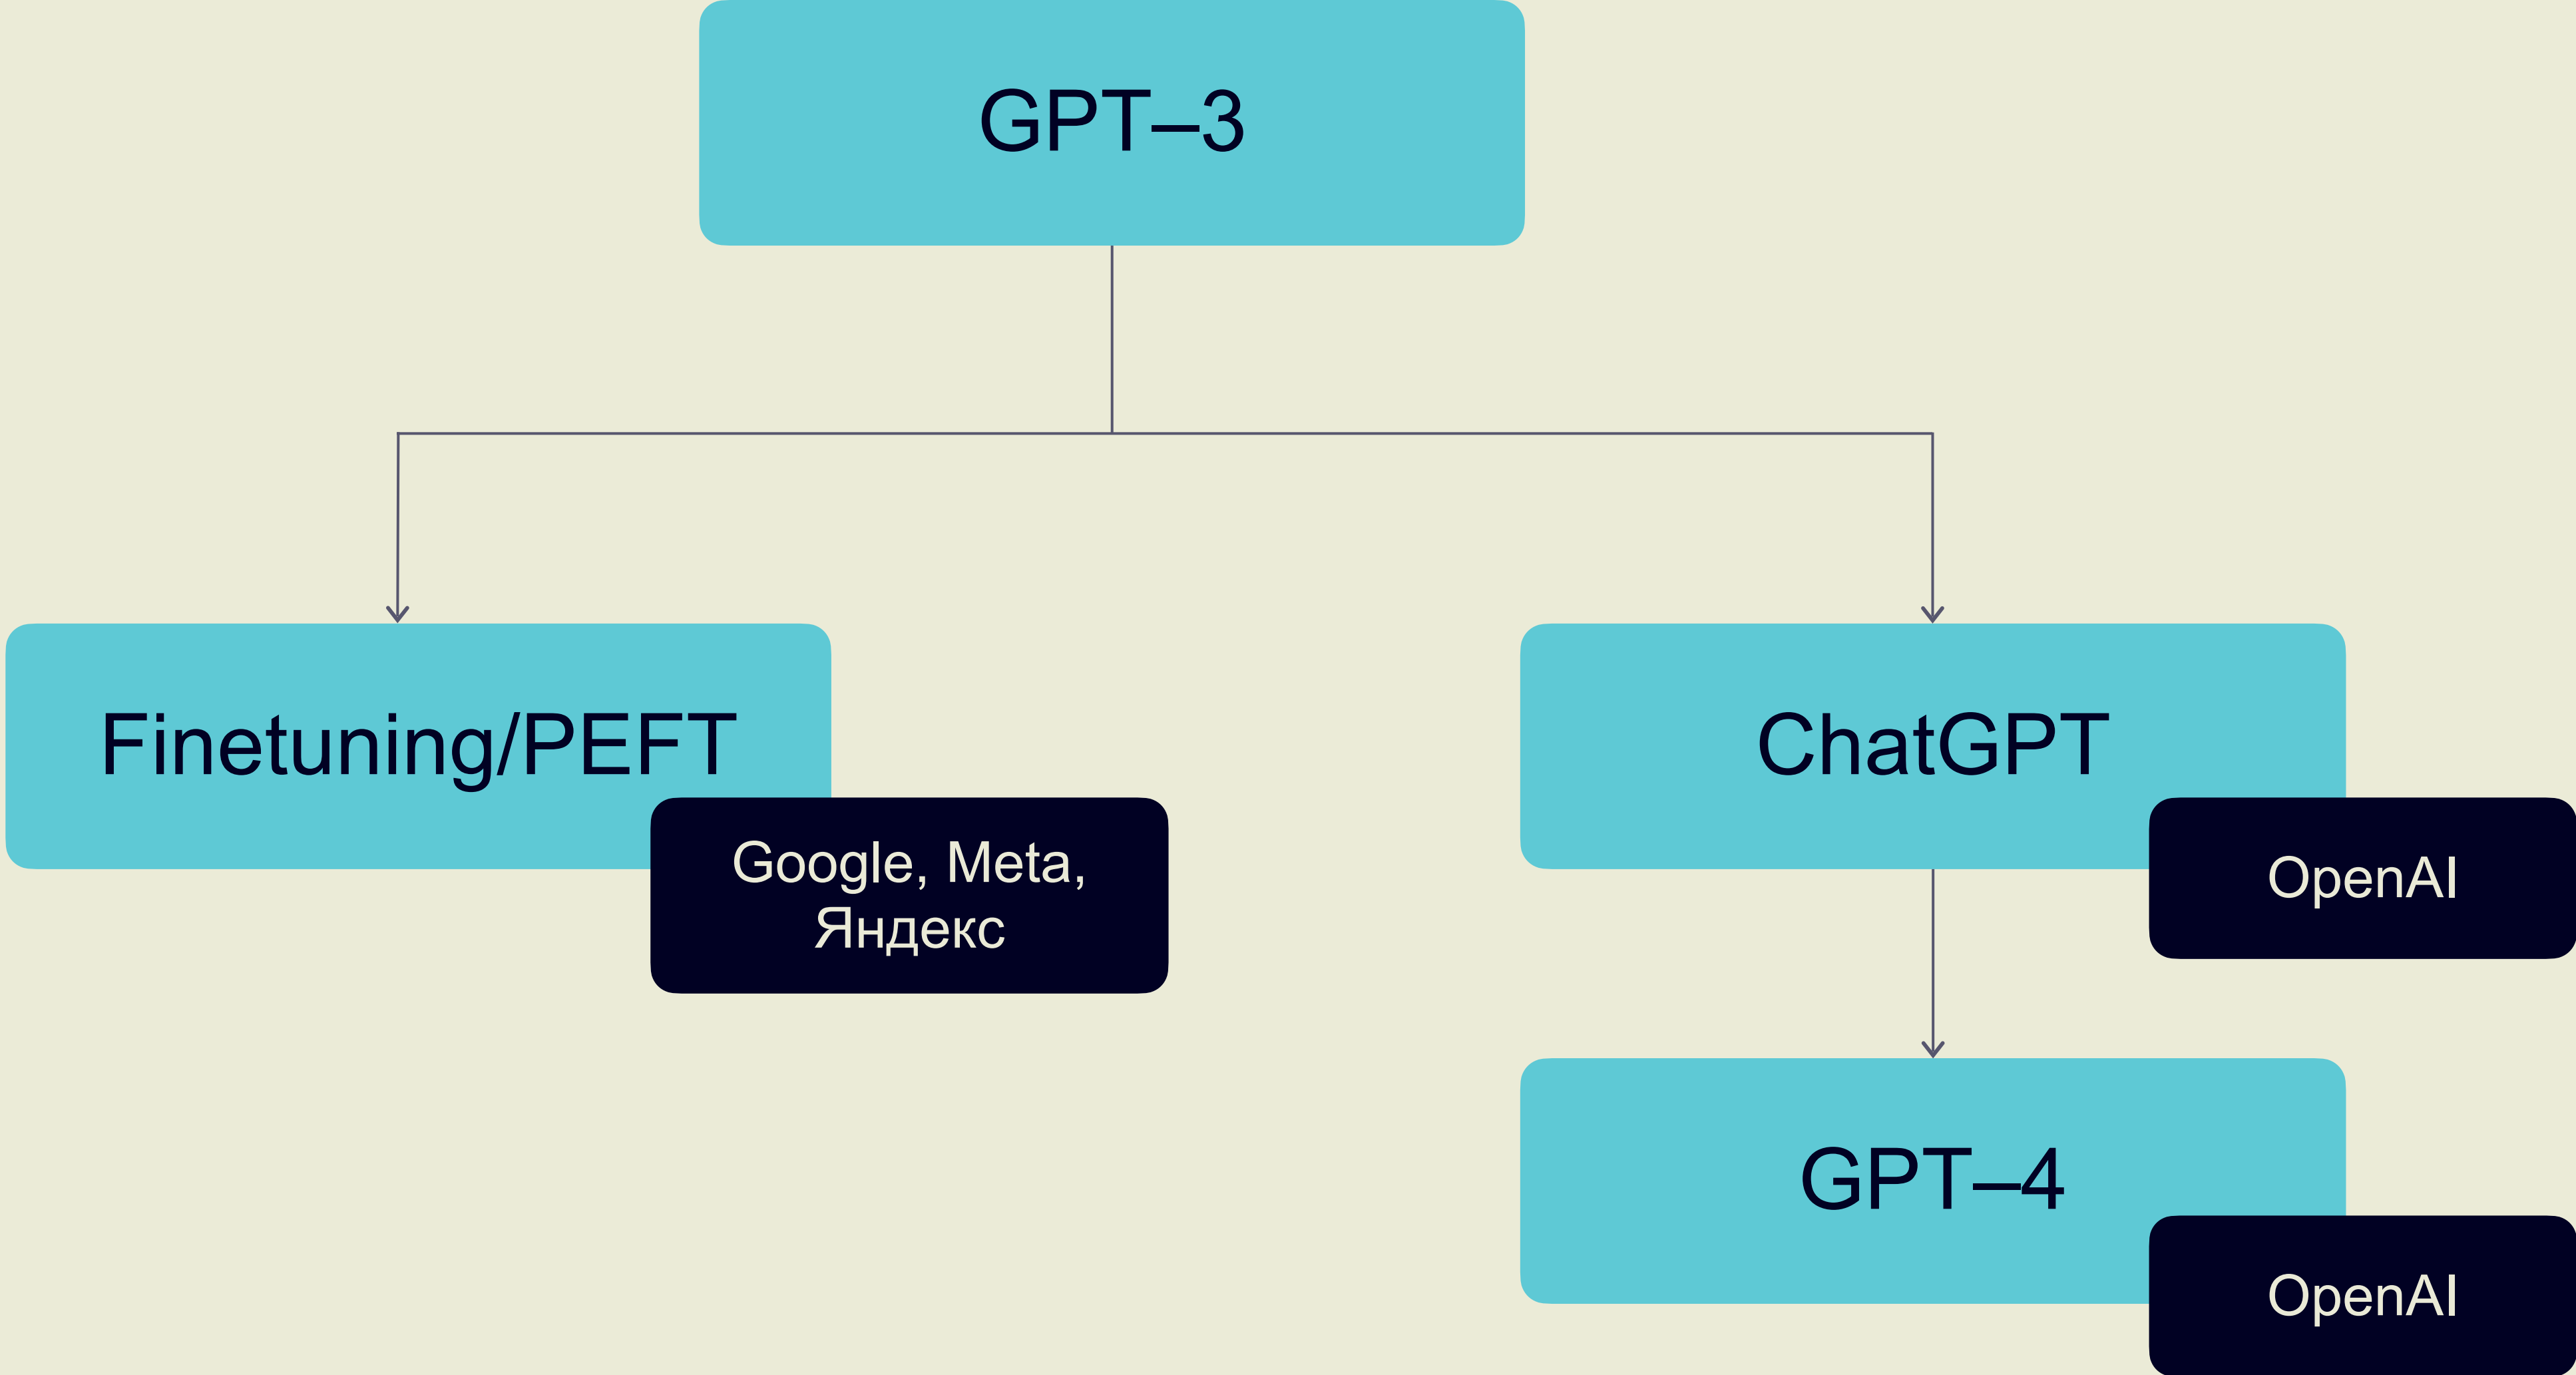 GPT–3
Finetuning/PEFT
Google, Meta,
Яндекс
ChatGPT
OpenAI
GPT–4
OpenAI